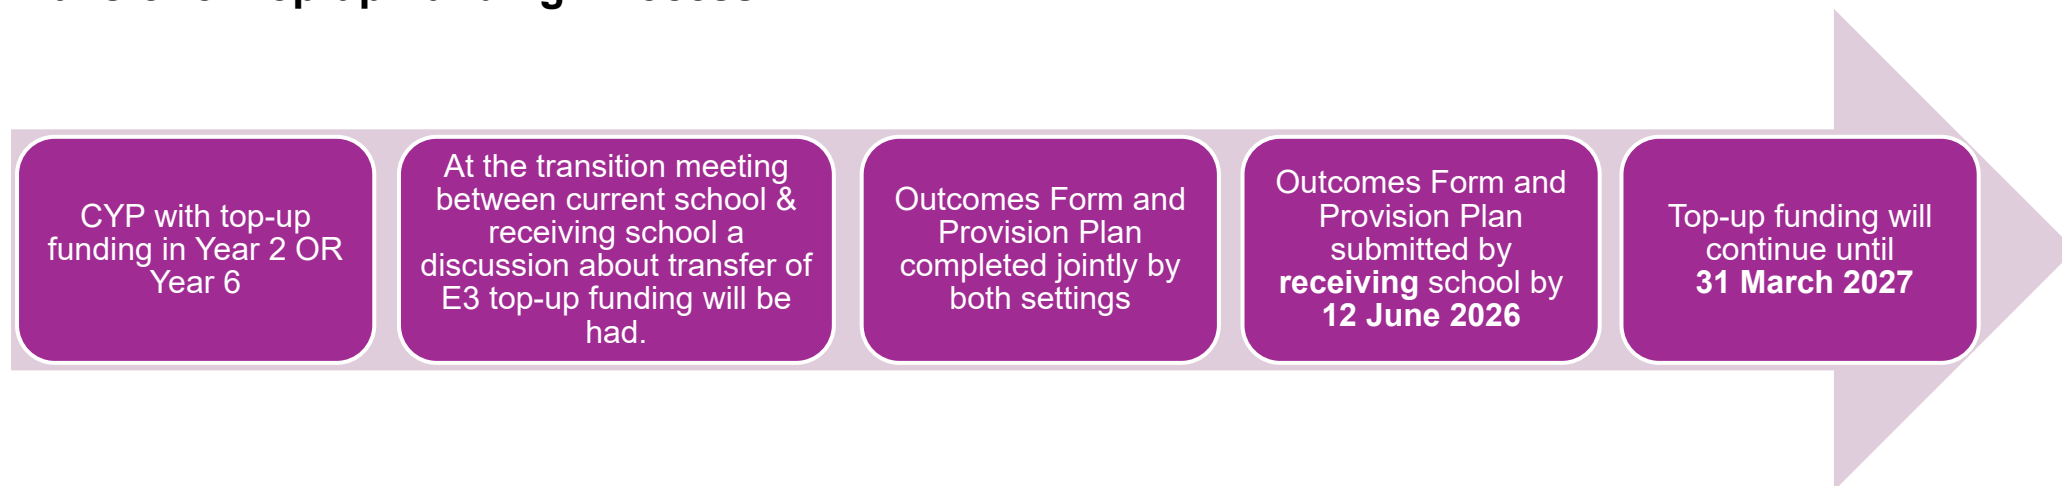 CYP with top-up
funding in Year 2 OR
Year 6
At the transition meeting
between current school &
receiving school a
discussion about transfer of
E3 top-up funding will be
had.
Outcomes Form and
Provision Plan
completed jointly by
both settings
Outcomes Form and
Provision Plan
submitted by
receiving school by
12 June 2026
Top-up funding will
continue until
31 March 2027